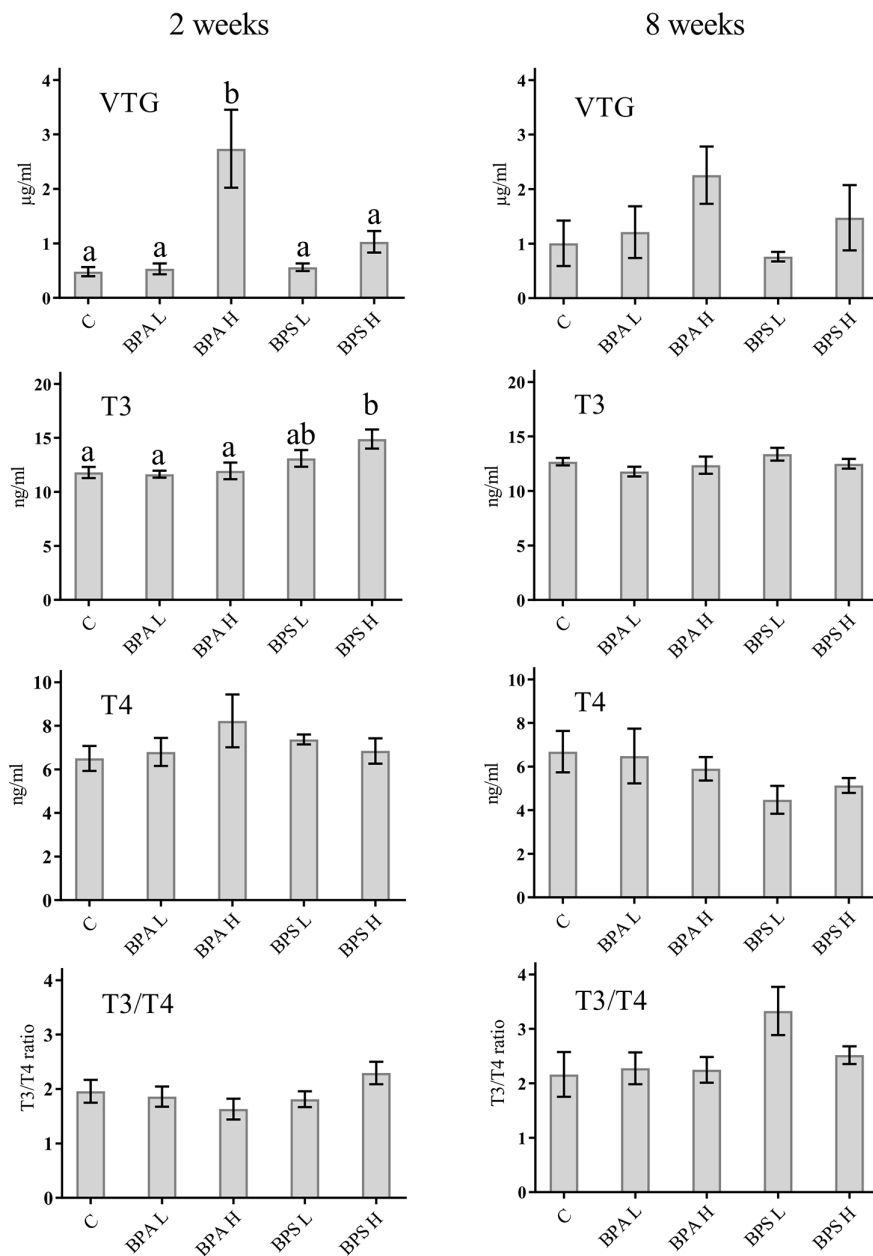 2 weeks
8 weeks
VTG
µg/ml
4
3
2
1
0
a
a
b
a
a
C
BPA L
BPA H
BPS L
BPS H
VTG
µg/ml
4
3
2
1
0
C
BPA L
BPA H
BPS L
BPS H
T3
ng/ml
20
15
10
5
0
a
a
a
ab
b
C
BPA L
BPA H
BPS L
BPS H
T3
ng/ml
20
15
10
5
0
C
BPA L
BPA H
BPS L
BPS H
T4
ng/ml
10
8
6
4
2
0
C
BPA L
BPA H
BPS L
BPS H
T4
ng/ml
10
8
6
4
2
0
C
BPA L
BPA H
BPS L
BPS H
T3/T4
T3/T4 ratio
4
3
2
1
0
C
BPA L
BPA H
BPS L
BPS H
T3/T4
T3/T4 ratio
4
3
2
1
0
C
BPA L
BPA H
BPS L
BPS H